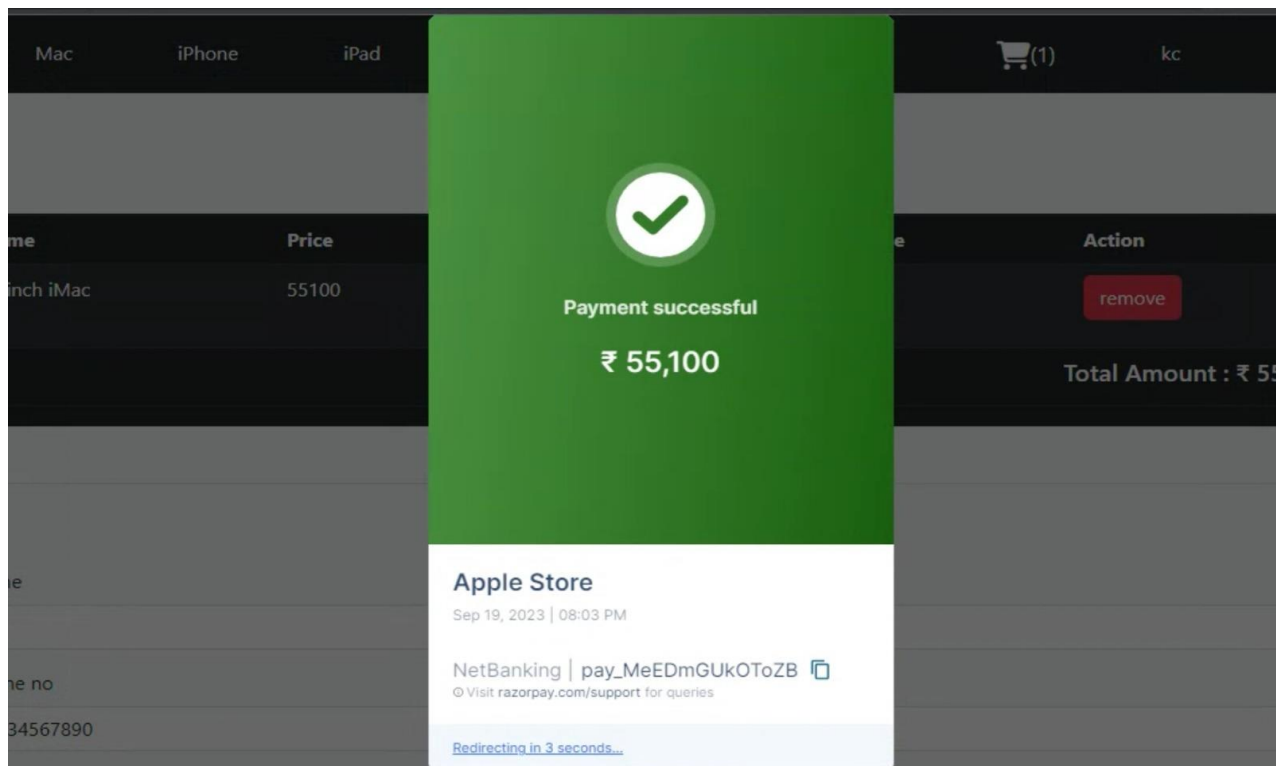 Mac iPhone iPad (1) kc
me Price e Action
inch iMac 55100 remove
Payment successful
₹ 55,100
Total Amount : ₹ 55
Apple Store
Sep 19, 2023 | 08:03 PM
NetBanking | pay_MeEDmGUkOToZB
Visit razorpay.com/support for queries
ne no
34567890
Redirecting in 3 seconds...